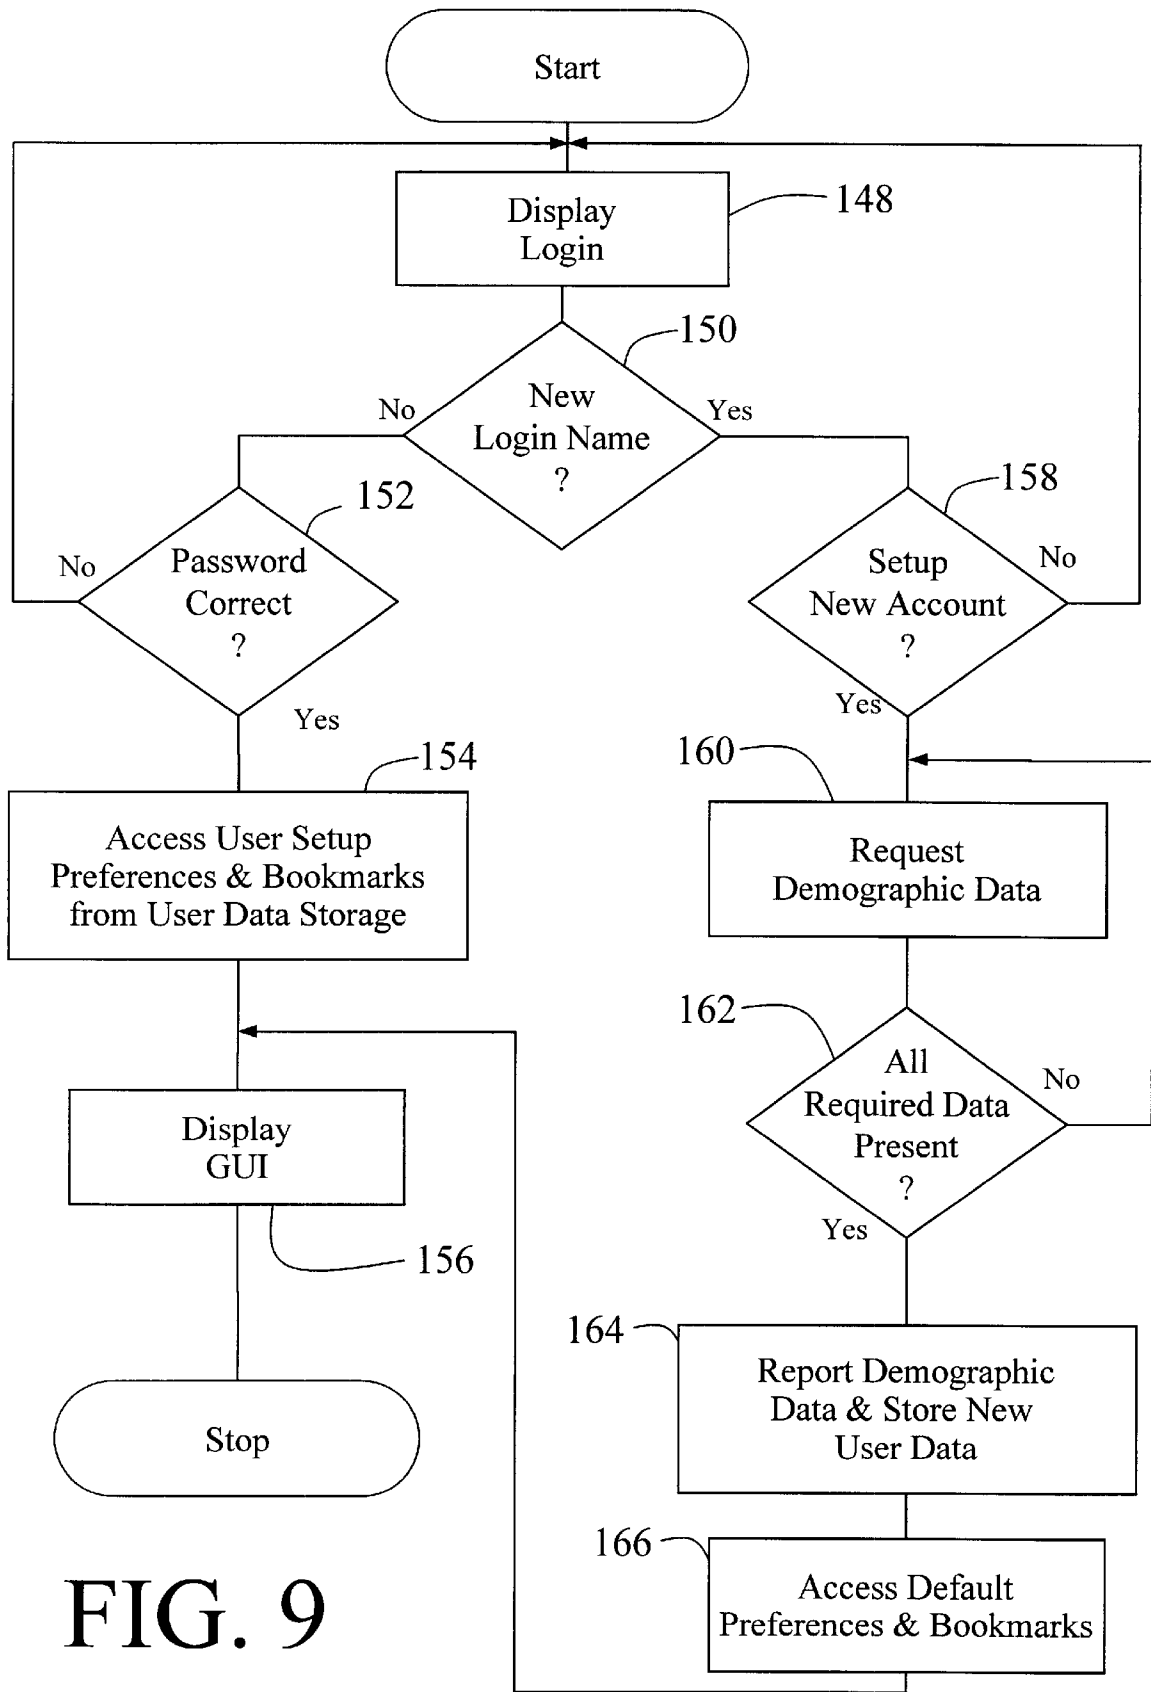 Start
Display
Login
148
New
Login Name
?
150
No
Yes
Password
Correct
?
152
No
Yes
Setup
New Account
?
158
No
Yes
154
Access User Setup
Preferences & Bookmarks
from User Data Storage
160
Request
Demographic Data
162
All
Required Data
Present
?
No
Yes
Display
GUI
156
164
Report Demographic
Data & Store New
User Data
Stop
166
Access Default
Preferences & Bookmarks
FIG. 9